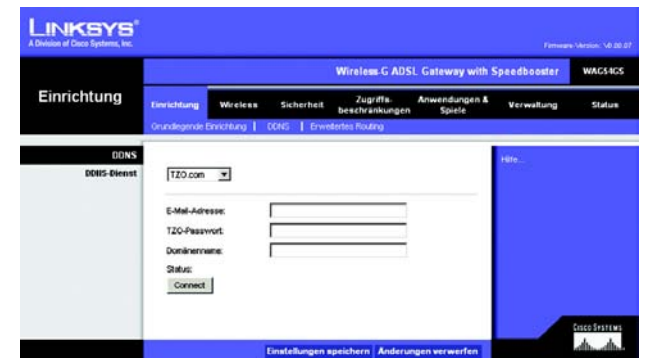 LINKSYS®
A Division of Cisco Systems, Inc.
Firmware-Version: V0.00.07
Wireless-G ADSL Gateway with Speedbooster WAG54GS
Einrichtung
Einrichtung Wireless Sicherheit Zugriffs-beschränkungen Anwendungen & Spiele Verwaltung Status
Grundlegende Einrichtung | DDNS | Erweitertes Routing
DDNS
DDNS-Dienst
TZO.com
Hilfe...
E-Mail-Adresse:
TZO-Passwort:
Domänenname:
Status:
Connect
CISCO SYSTEMS
Einstellungen speichern Änderungen verwerfen